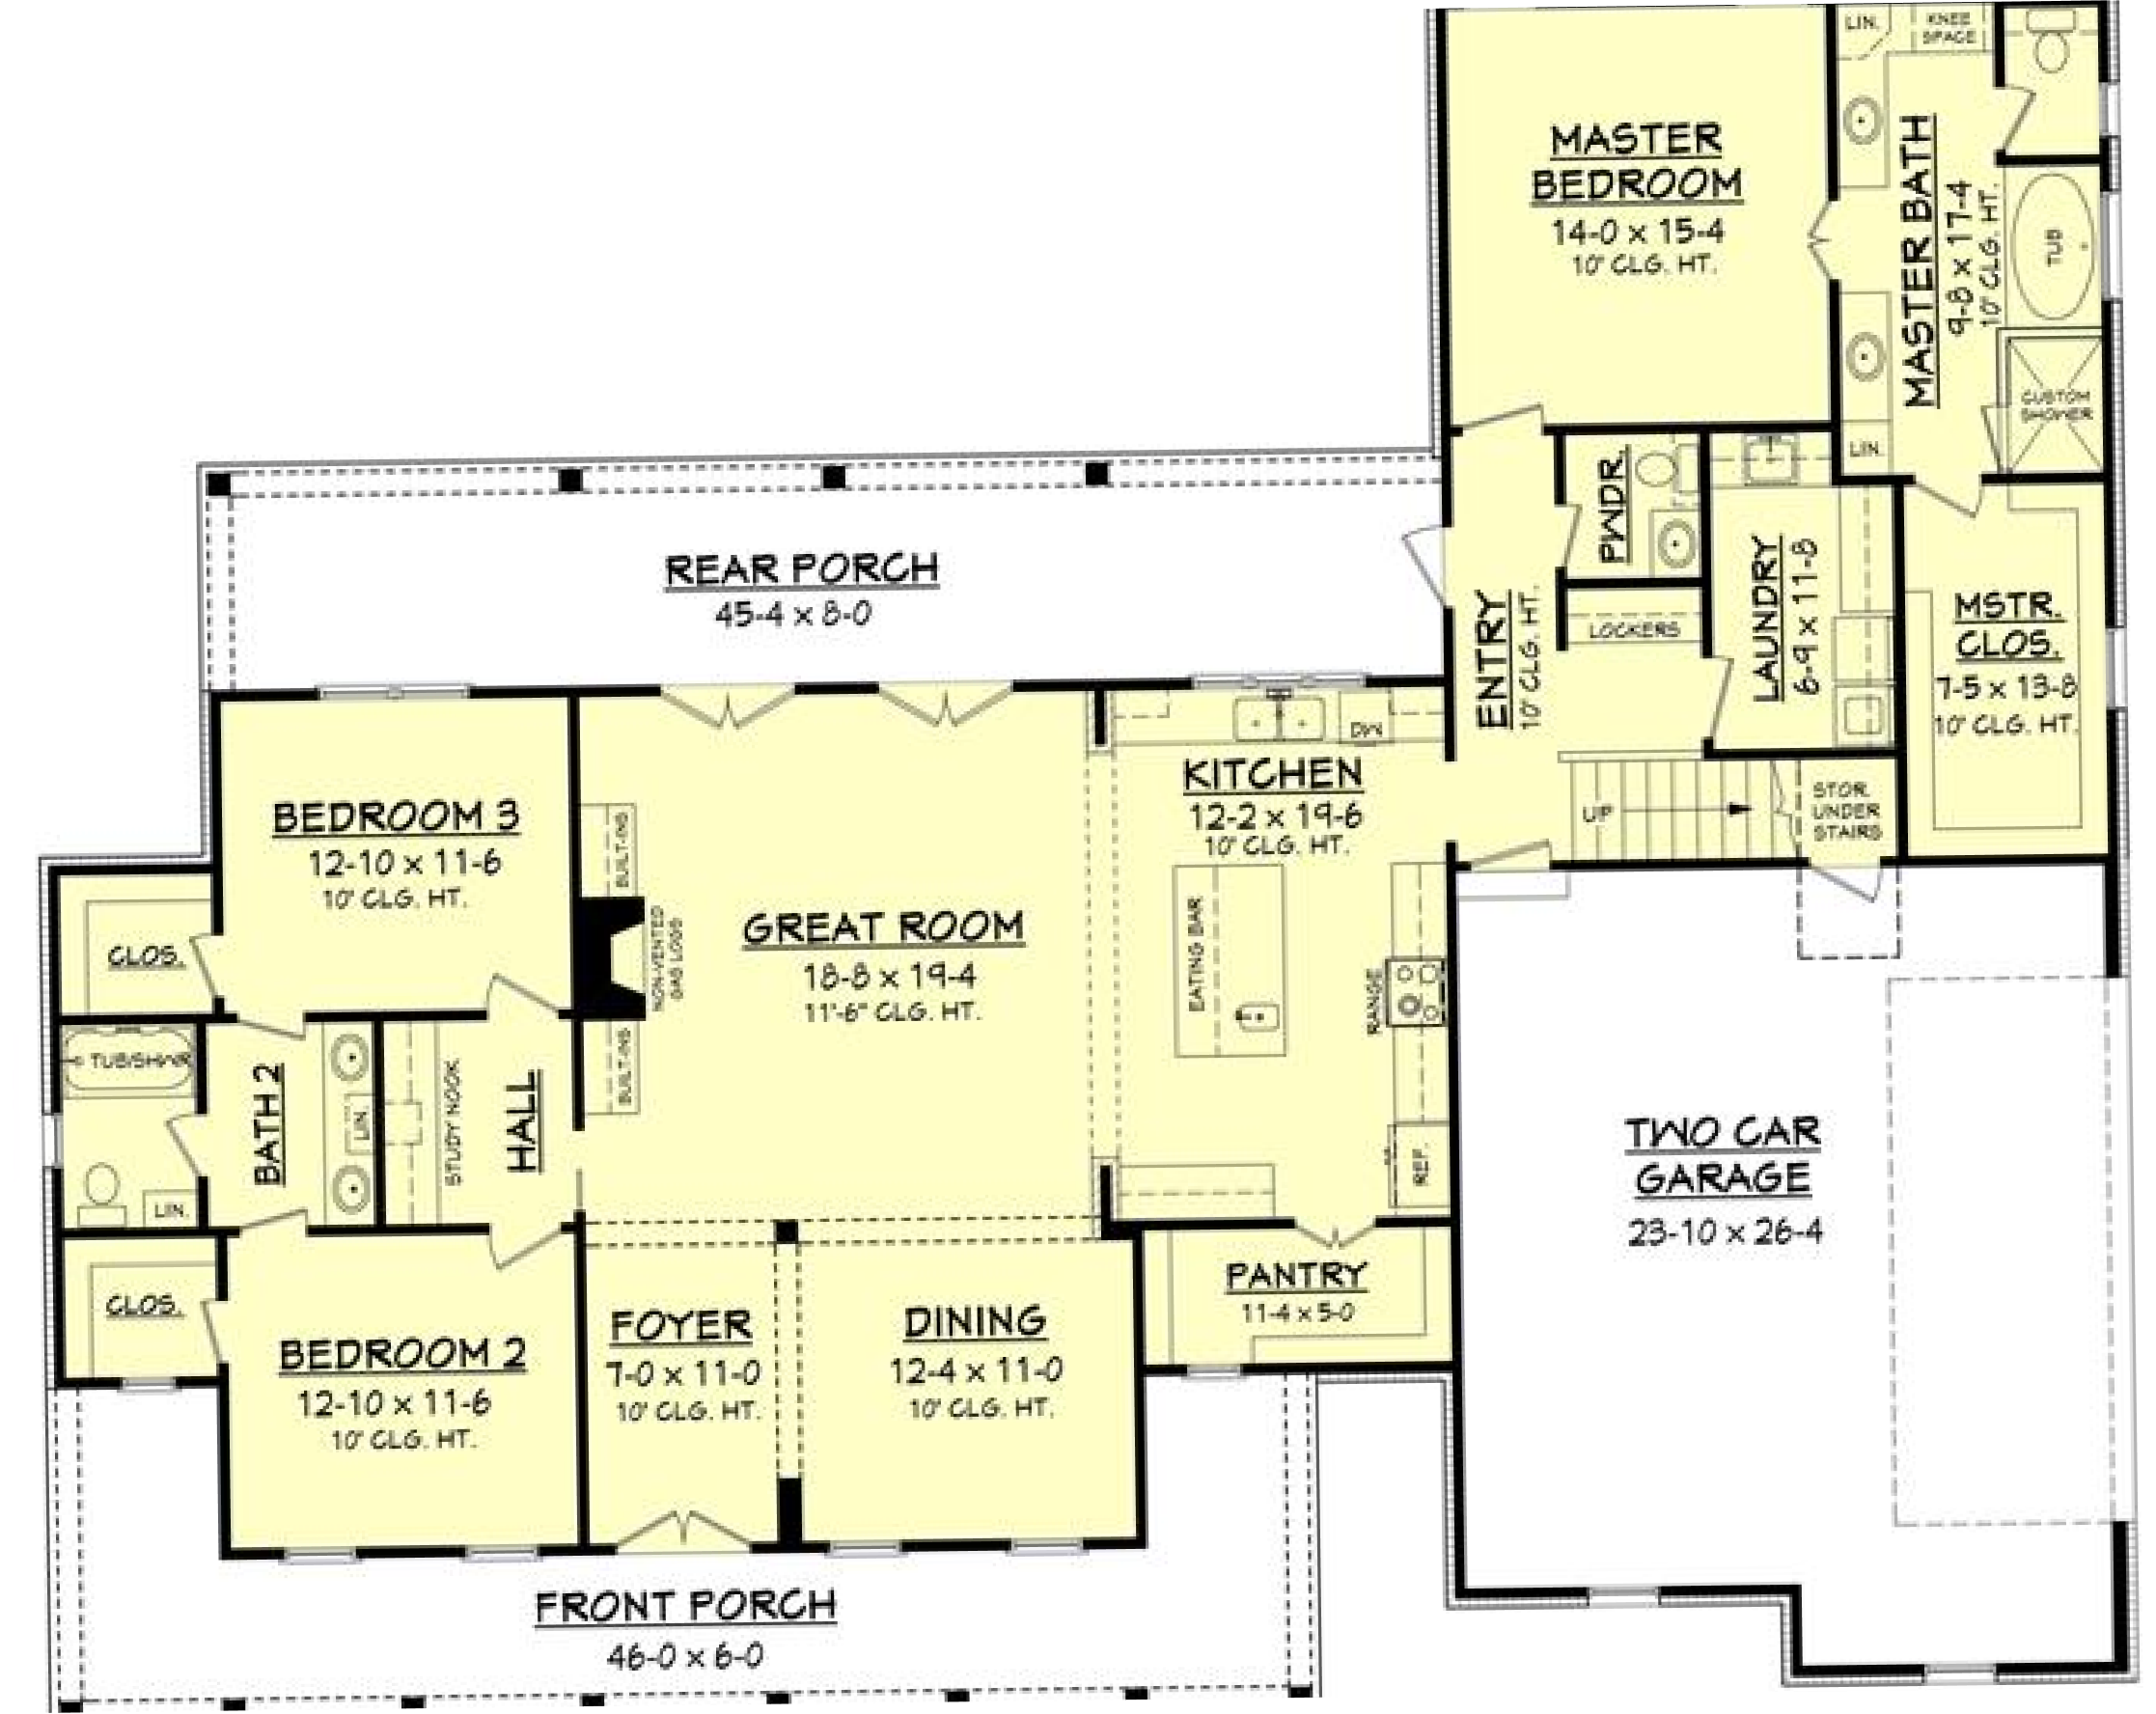 LIN.
KNEE
SPACE
MASTER
BEDROOM
14-0 x 15-4
10' CLG. HT.
MASTER BATH
9-8 x 17-4
10' CLG. HT.
TUB
CUSTOM
SHOWER
LIN.
PWDR.
LOCKERS
ENTRY
10' CLG. HT.
LAUNDRY
6-9 x 11-8
MSTR.
CLOS.
7-5 x 13-8
10' CLG. HT.
REAR PORCH
45-4 x 8-0
DW
KITCHEN
12-2 x 19-6
10' CLG. HT.
UP
STOR.
UNDER
STAIRS
BEDROOM 3
12-10 x 11-6
10' CLG. HT.
CLOS.
BUILT-INS
NON-VENTED
GAS LOGS
BUILT-INS
GREAT ROOM
18-8 x 19-4
11'-6" CLG. HT.
EATING BAR
RANGE
REF.
TUB/SHWR
BATH 2
LIN.
LIN.
STUDY NOOK
HALL
TWO CAR
GARAGE
23-10 x 26-4
PANTRY
11-4 x 5-0
CLOS.
BEDROOM 2
12-10 x 11-6
10' CLG. HT.
FOYER
7-0 x 11-0
10' CLG. HT.
DINING
12-4 x 11-0
10' CLG. HT.
FRONT PORCH
46-0 x 6-0